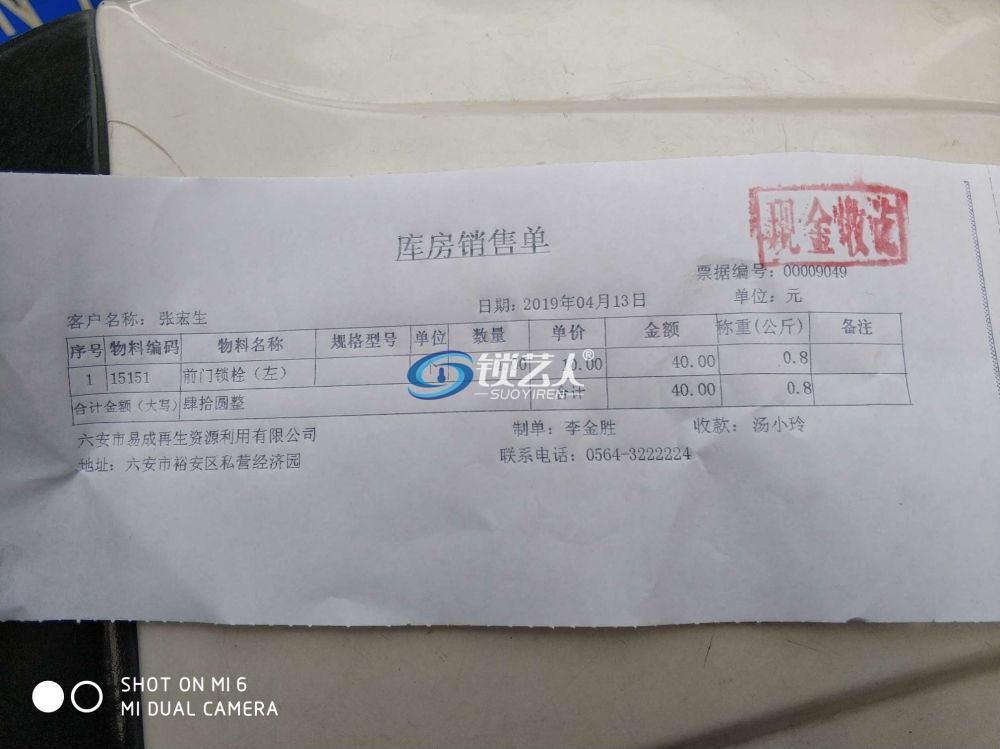 库房销售单
现金收讫
票据编号：00009049
客户名称：张宏生 日期：2019年04月13日 单位：元
序号 物料编码 物料名称 规格型号 单位 数量 单价 金额 称重(公斤) 备注
1 15151 前门锁栓（左） 40.00 0.8
合计金额（大写） 肆拾圆整 合计 40.00 0.8
锁艺人®
SUOYIREN
六安市易成再生资源利用有限公司 制单：李金胜 收款：汤小玲
地址：六安市裕安区私营经济园 联系电话：0564-3222224
SHOT ON MI 6
MI DUAL CAMERA